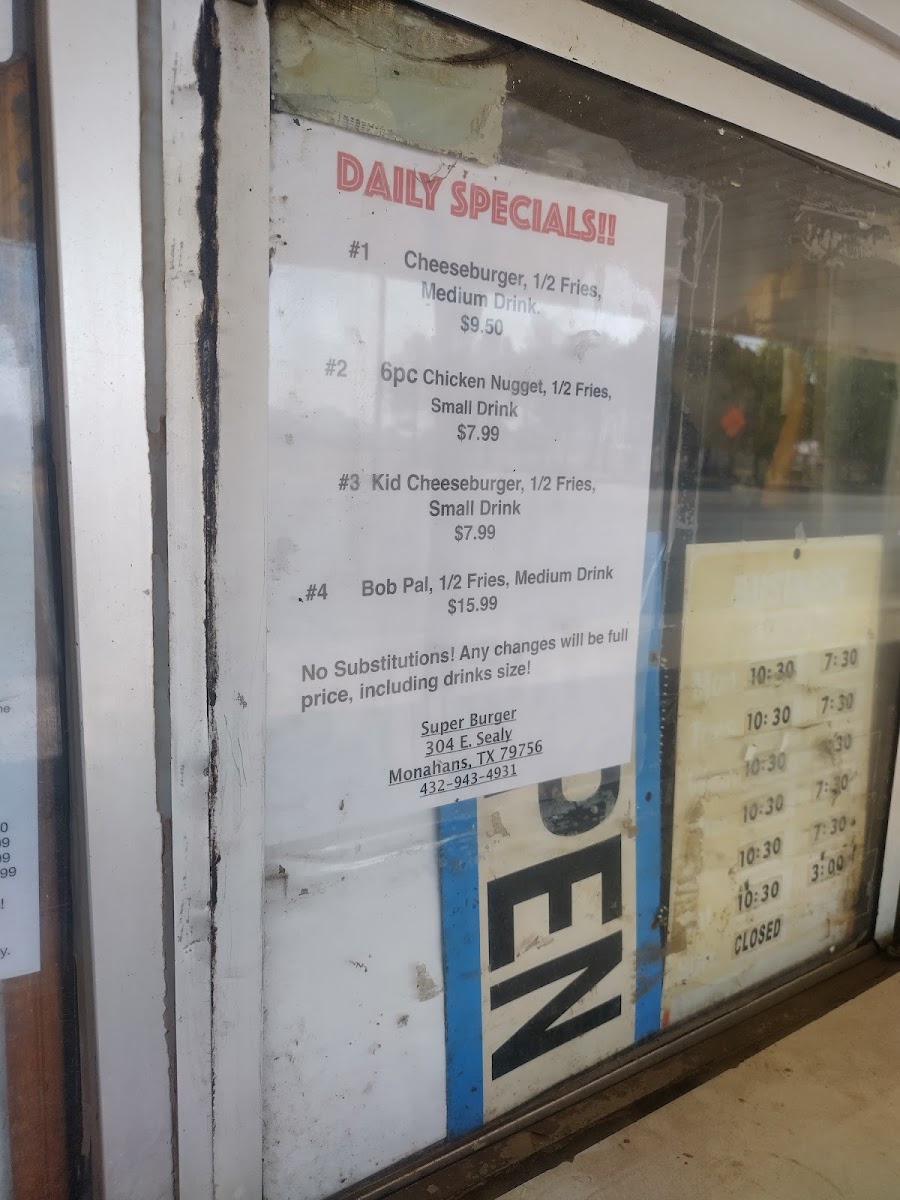 DAILY SPECIALS!!
#1 Cheeseburger, 1/2 Fries,
Medium Drink.
$9.50
#2 6pc Chicken Nugget, 1/2 Fries,
Small Drink
$7.99
#3 Kid Cheeseburger, 1/2 Fries,
Small Drink
$7.99
#4 Bob Pal, 1/2 Fries, Medium Drink
$15.99
No Substitutions! Any changes will be full
price, including drinks size!
Super Burger
304 E. Sealy
Monahans, TX 79756
432-943-4931
OPEN
10:30 7:30
10:30 7:30
10:30 :30
10:30 7:30
10:30 7:30
10:30 3:00
CLOSED